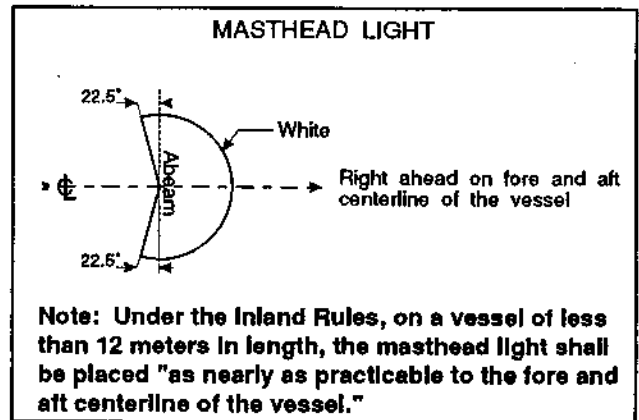 MASTHEAD LIGHT
22.5°
White
Abeam
℄
Right ahead on fore and aft
centerline of the vessel
22.5°
Note: Under the Inland Rules, on a vessel of less
than 12 meters in length, the masthead light shall
be placed "as nearly as practicable to the fore and
aft centerline of the vessel."